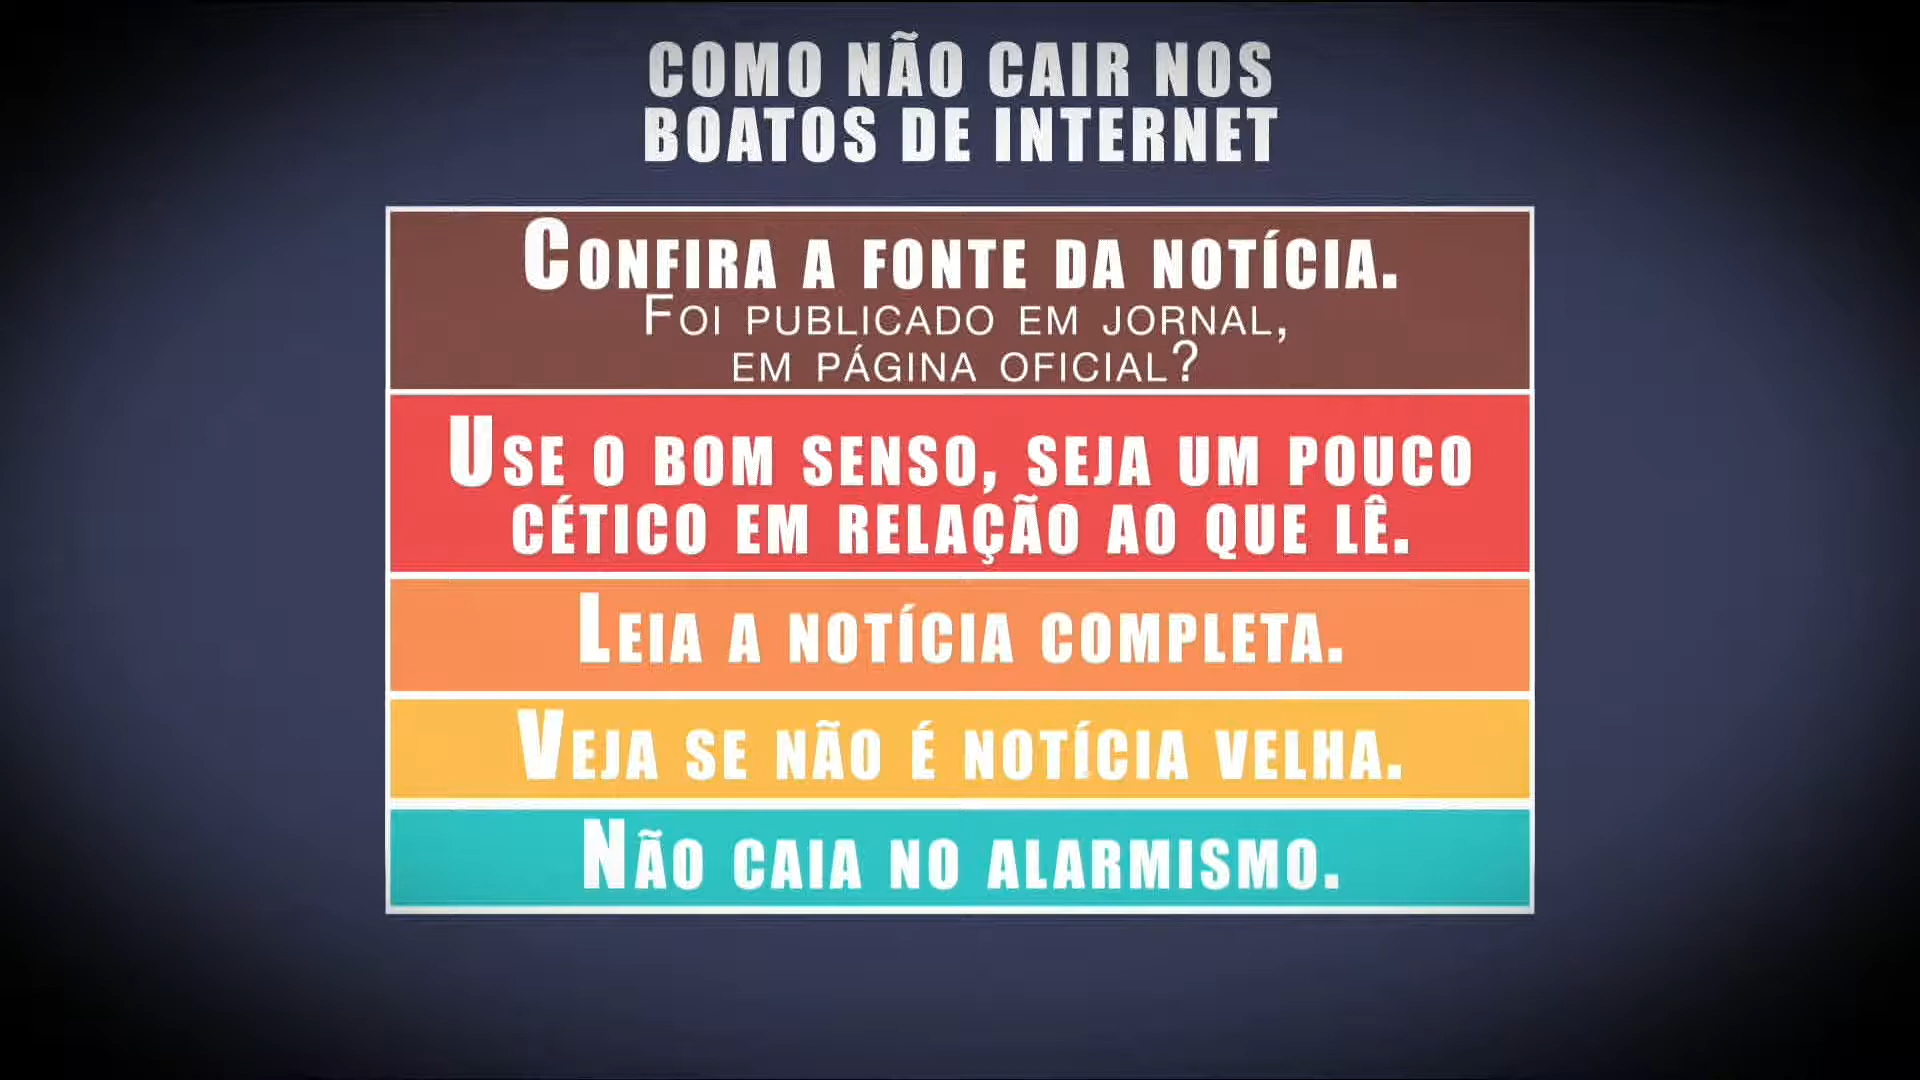 COMO NÃO CAIR NOS
BOATOS DE INTERNET
CONFIRA A FONTE DA NOTÍCIA.
FOI PUBLICADO EM JORNAL,
EM PÁGINA OFICIAL?
USE O BOM SENSO, SEJA UM POUCO
CÉTICO EM RELAÇÃO AO QUE LÊ.
LEIA A NOTÍCIA COMPLETA.
VEJA SE NÃO É NOTÍCIA VELHA.
NÃO CAIA NO ALARMISMO.